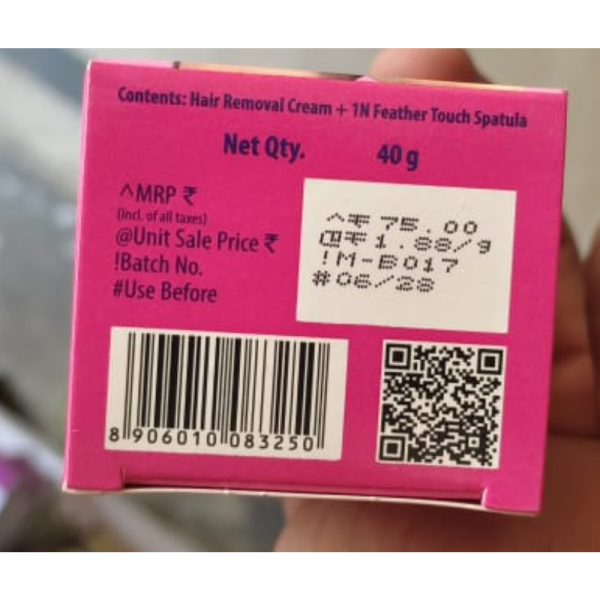 Contents: Hair Removal Cream + 1N Feather Touch Spatula
Net Qty. 40 g
^MRP ₹
(Incl. of all taxes)
@Unit Sale Price ₹
!Batch No.
#Use Before
^₹ 75.00
@₹1.88/g
!M-B017
#06/28
8 906010 083250